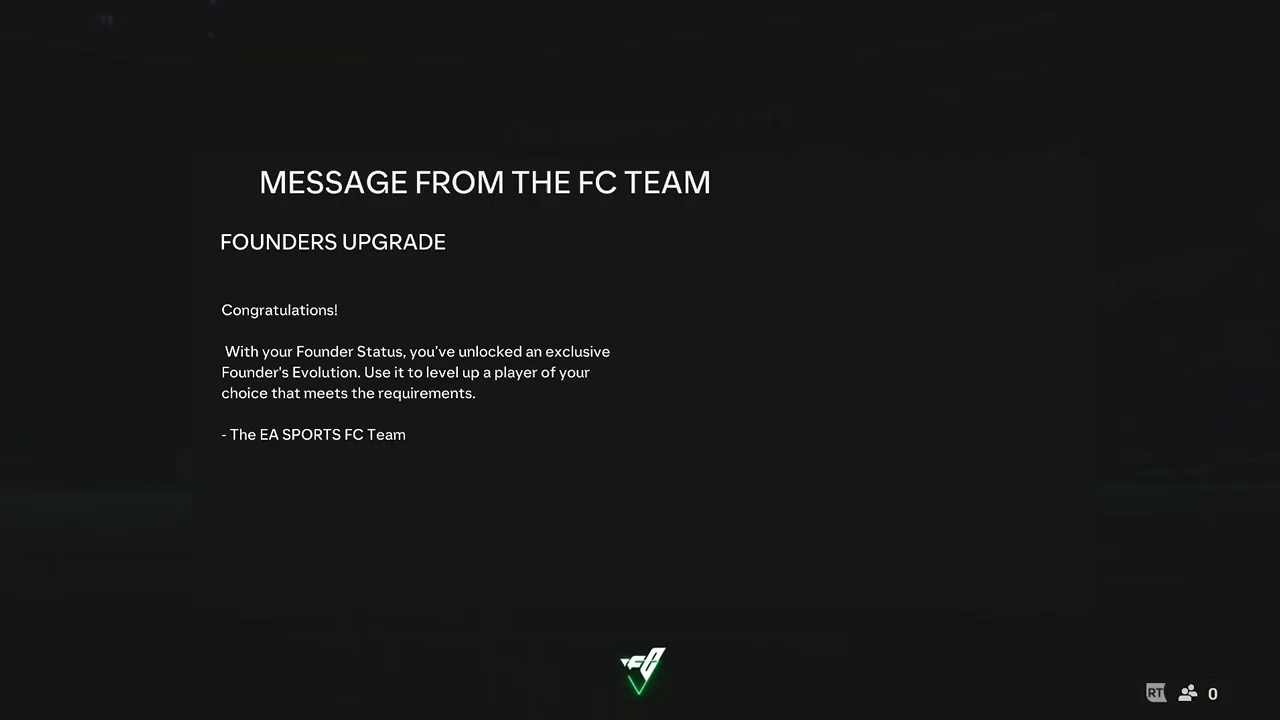 MESSAGE FROM THE FC TEAM
FOUNDERS UPGRADE
Congratulations!
With your Founder Status, you've unlocked an exclusive
Founder's Evolution. Use it to level up a player of your
choice that meets the requirements.
- The EA SPORTS FC Team
FC
RT 0